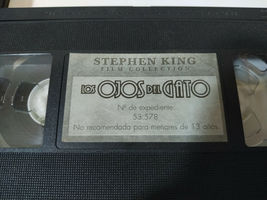 STEPHEN KING
FILM COLLECTION
LOS OJOS DEL GATO
Nº de expediente:
53.578
No recomendada para menores de 13 años.